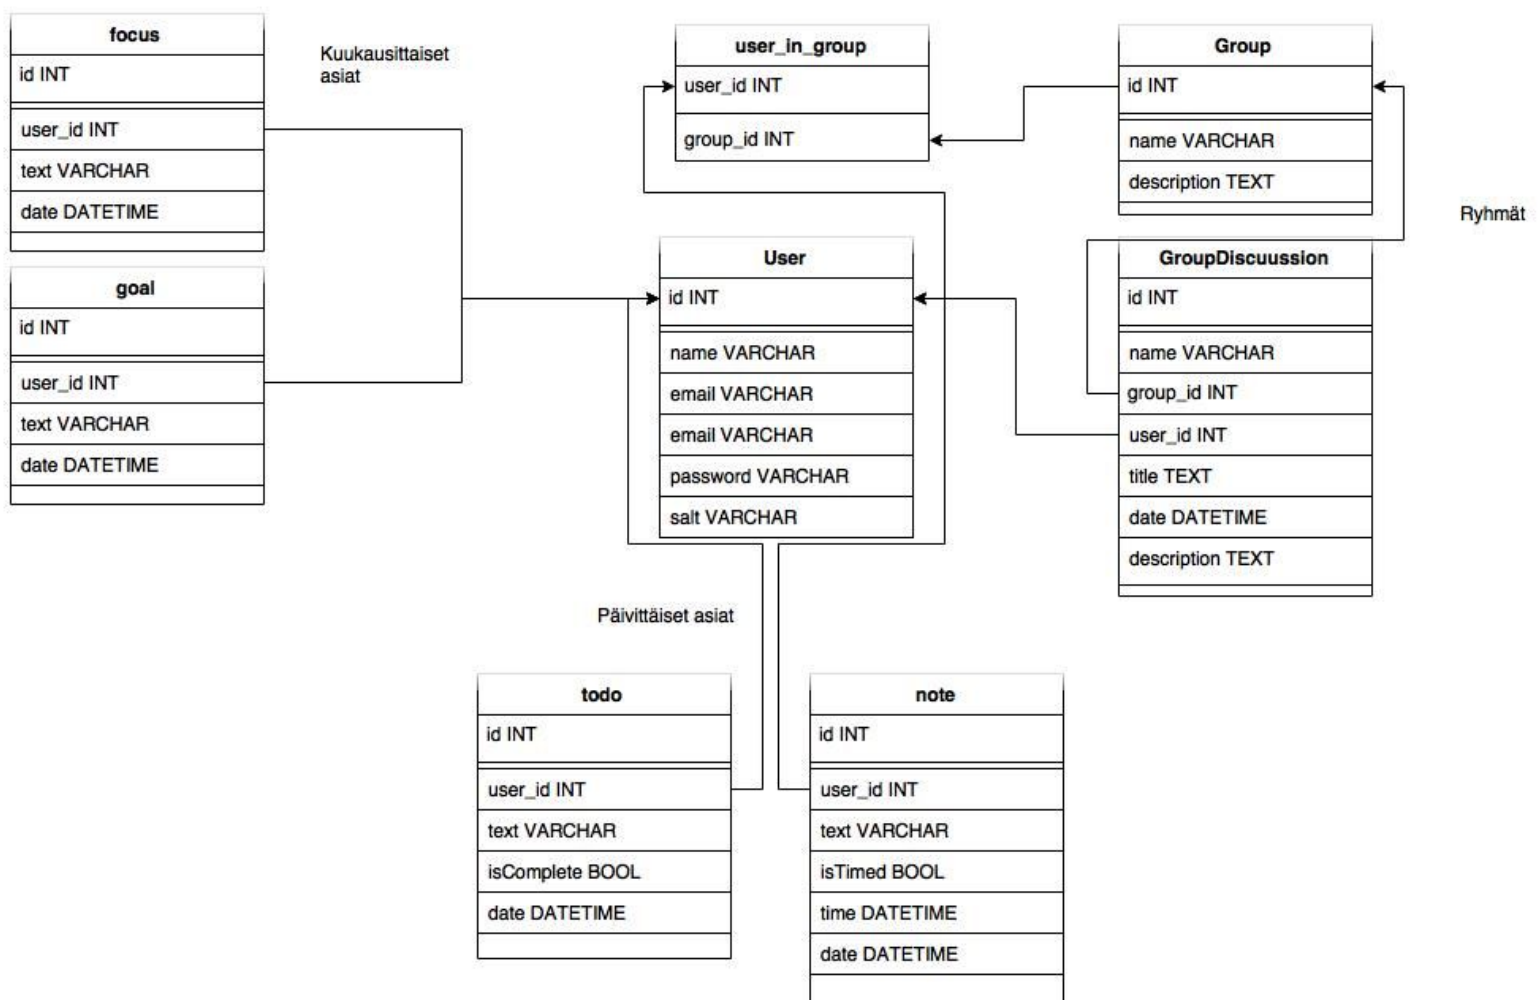 focus
id INT
user_id INT
text VARCHAR
date DATETIME
Kuukausittaiset
asiat
goal
id INT
user_id INT
text VARCHAR
date DATETIME
user_in_group
user_id INT
group_id INT
Group
id INT
name VARCHAR
description TEXT
Ryhmät
User
id INT
name VARCHAR
email VARCHAR
email VARCHAR
password VARCHAR
salt VARCHAR
GroupDiscuussion
id INT
name VARCHAR
group_id INT
user_id INT
title TEXT
date DATETIME
description TEXT
Päivittäiset asiat
todo
id INT
user_id INT
text VARCHAR
isComplete BOOL
date DATETIME
note
id INT
user_id INT
text VARCHAR
isTimed BOOL
time DATETIME
date DATETIME